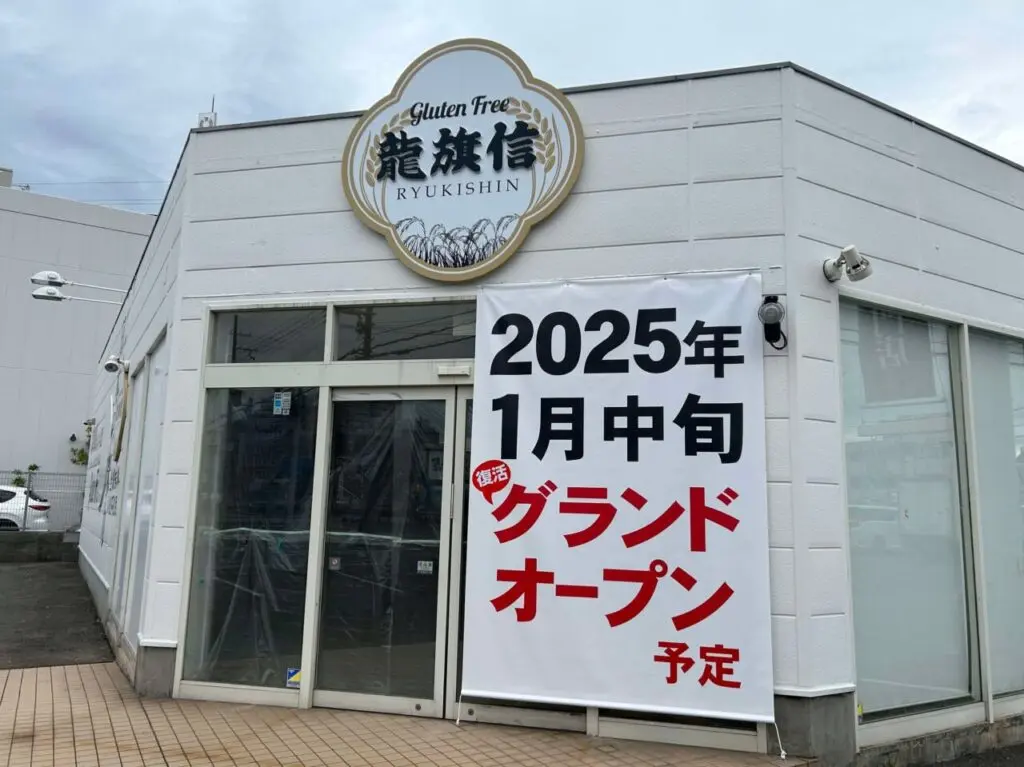 Gluten Free
龍旗信
RYUKISHIN
2025年
1月中旬
復活
グランド
オープン
予定